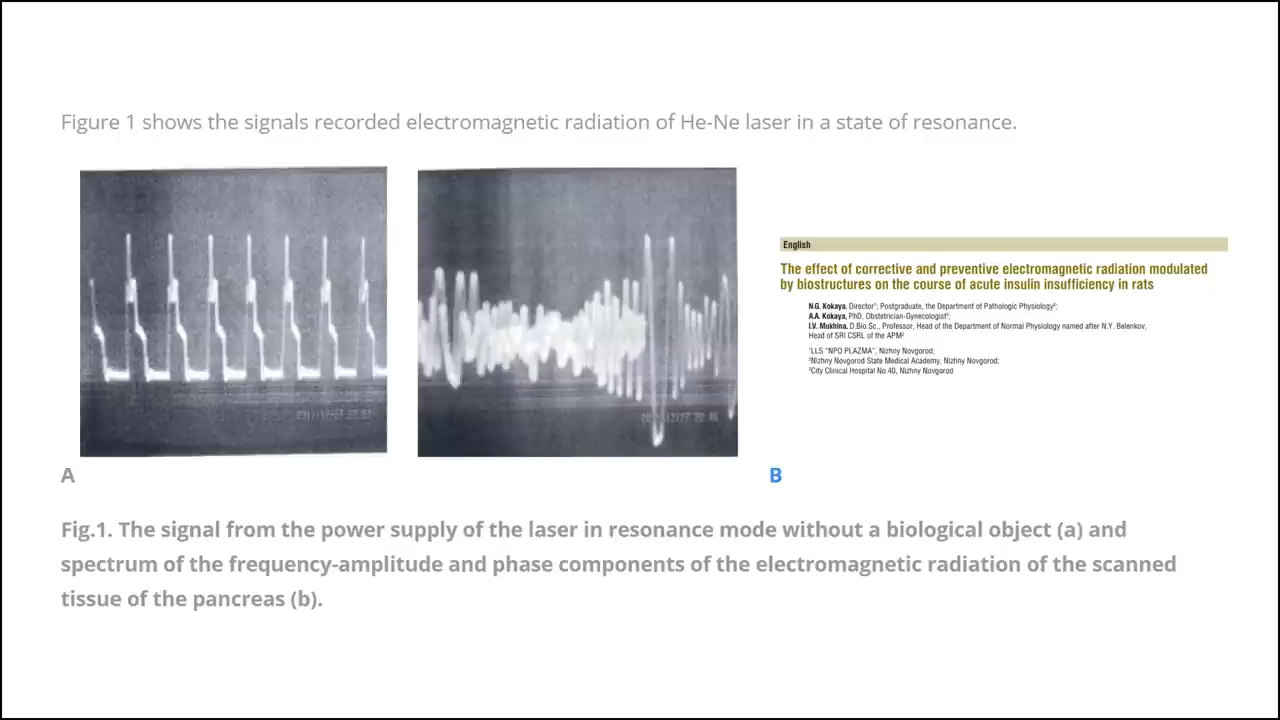 Figure 1 shows the signals recorded electromagnetic radiation of He-Ne laser in a state of resonance.
English
The effect of corrective and preventive electromagnetic radiation modulated
by biostructures on the course of acute insulin insufficiency in rats
N.G. Kokaya, Director¹; Postgraduate, the Department of Pathologic Physiology²;
A.A. Kokaya, PhD, Obstetrician-Gynecologist³;
I.V. Mukhina, D.Bio.Sc., Professor, Head of the Department of Normal Physiology named after N.Y. Belenkov,
Head of SRI CSRL of the APM²
¹LLS "NPO PLAZMA", Nizhny Novgorod;
²Nizhny Novgorod State Medical Academy, Nizhny Novgorod;
³City Clinical Hospital No.40, Nizhny Novgorod
A
B
Fig.1. The signal from the power supply of the laser in resonance mode without a biological object (a) and
spectrum of the frequency-amplitude and phase components of the electromagnetic radiation of the scanned
tissue of the pancreas (b).